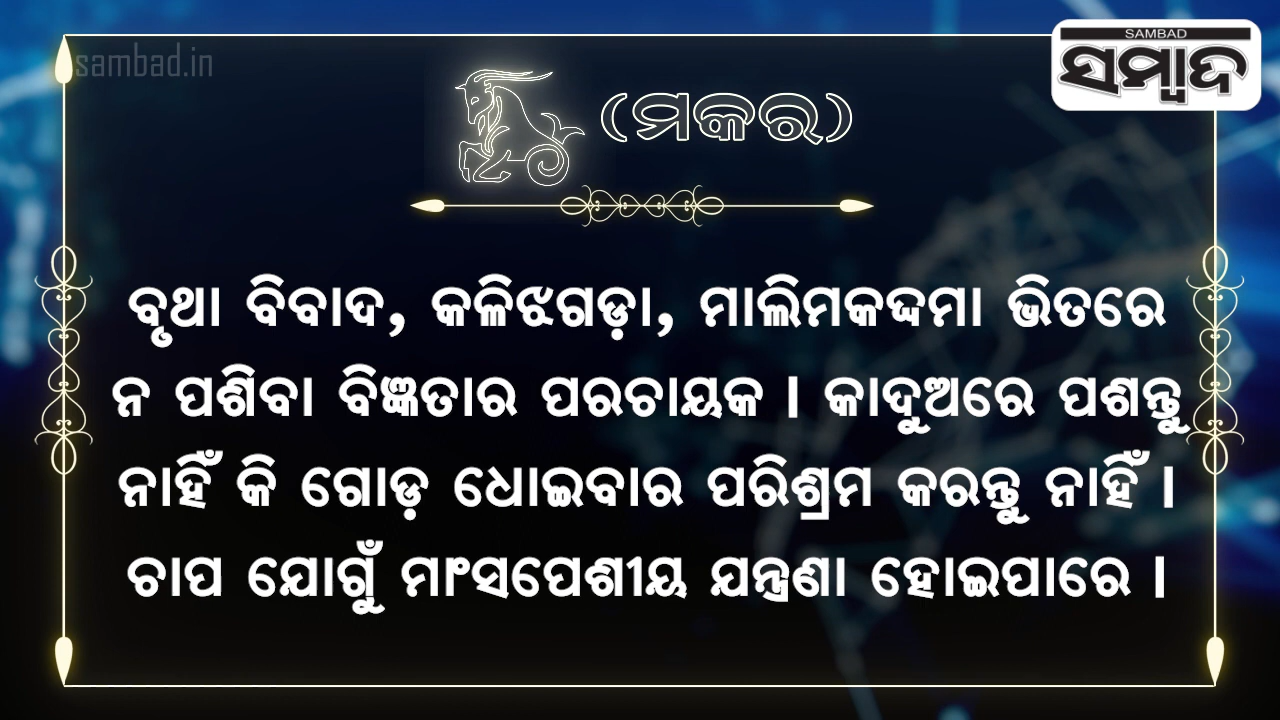 sambad.in
SAMBAD
ସମ୍ବାଦ
(ମକର)
ବୃଥା ବିବାଦ, କଳିଝଗଡ଼ା, ମାଲିମକଦ୍ଦମା ଭିତରେ
ନ ପଶିବା ବିଜ୍ଞତାର ପରଚାୟକ । କାଦୁଅରେ ପଶନ୍ତୁ
ନାହିଁ କି ଗୋଡ଼ ଧୋଇବାର ପରିଶ୍ରମ କରନ୍ତୁ ନାହିଁ ।
ଚାପ ଯୋଗୁଁ ମାଂସପେଶୀୟ ଯନ୍ତ୍ରଣା ହୋଇପାରେ ।